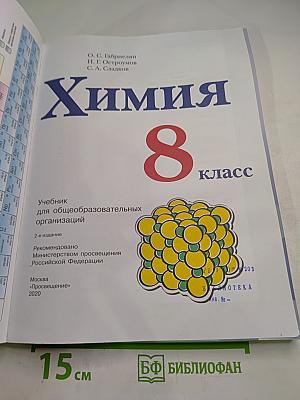 О. С. Габриелян
И. Г. Остроумов
С. А. Сладков
Химия
8 класс
Учебник
для общеобразовательных
организаций
2-е издание
Рекомендовано
Министерством просвещения
Российской Федерации
Москва
«Просвещение»
2020
15 см
БФ БИБЛИОФАН